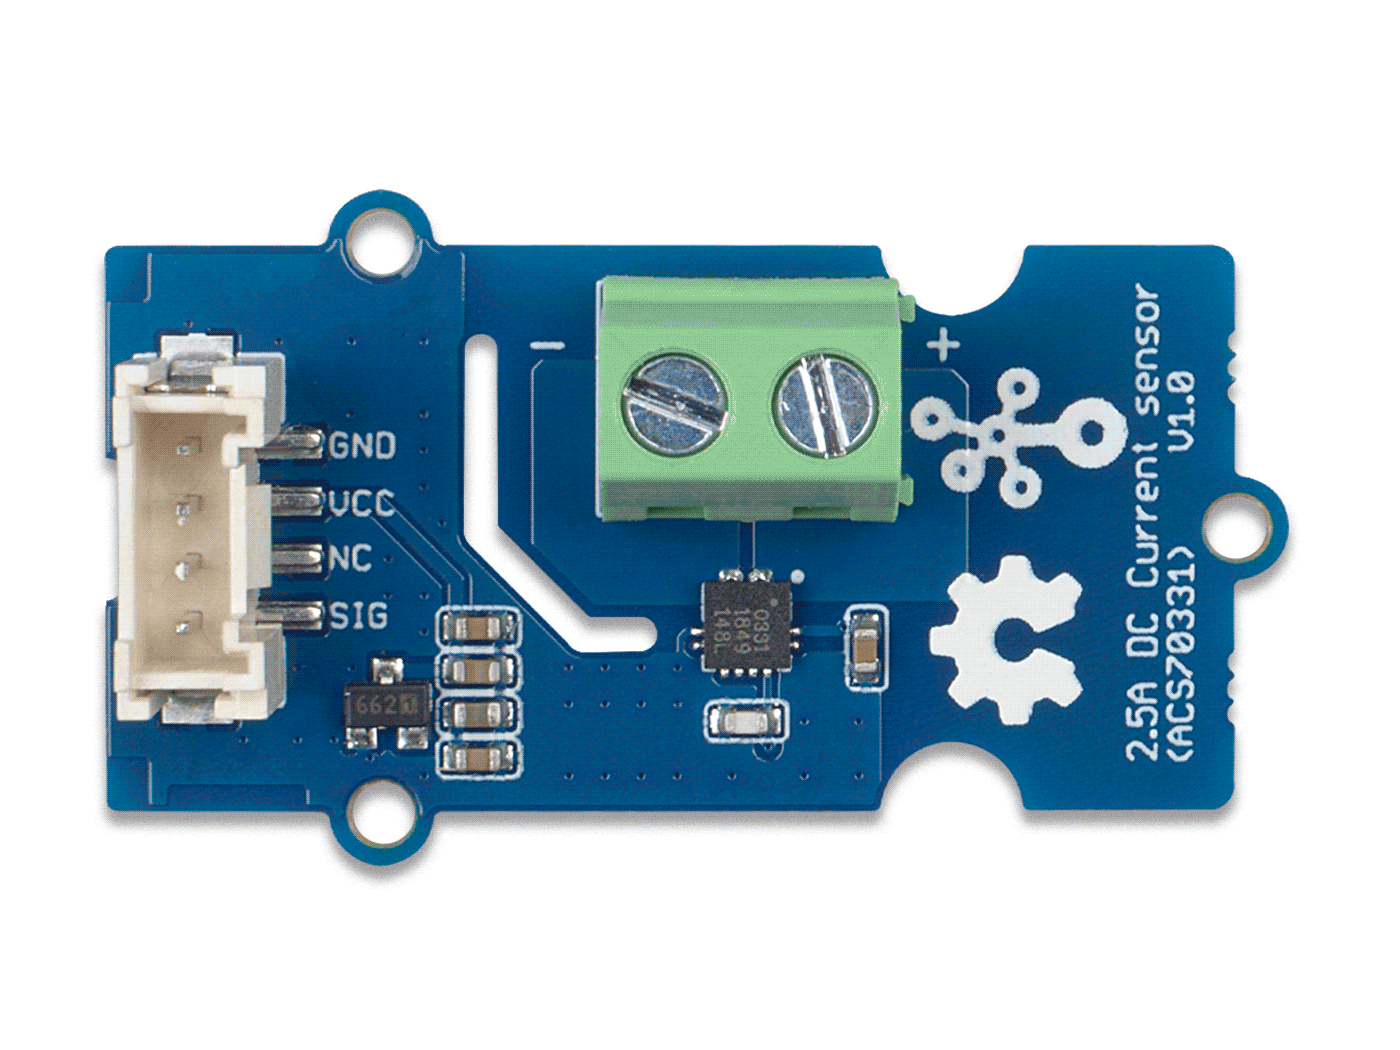 GND
VCC
NC
SIG
−
+
2.5A DC Current sensor
(ACS70331) V1.0
0331
1849
148L
662